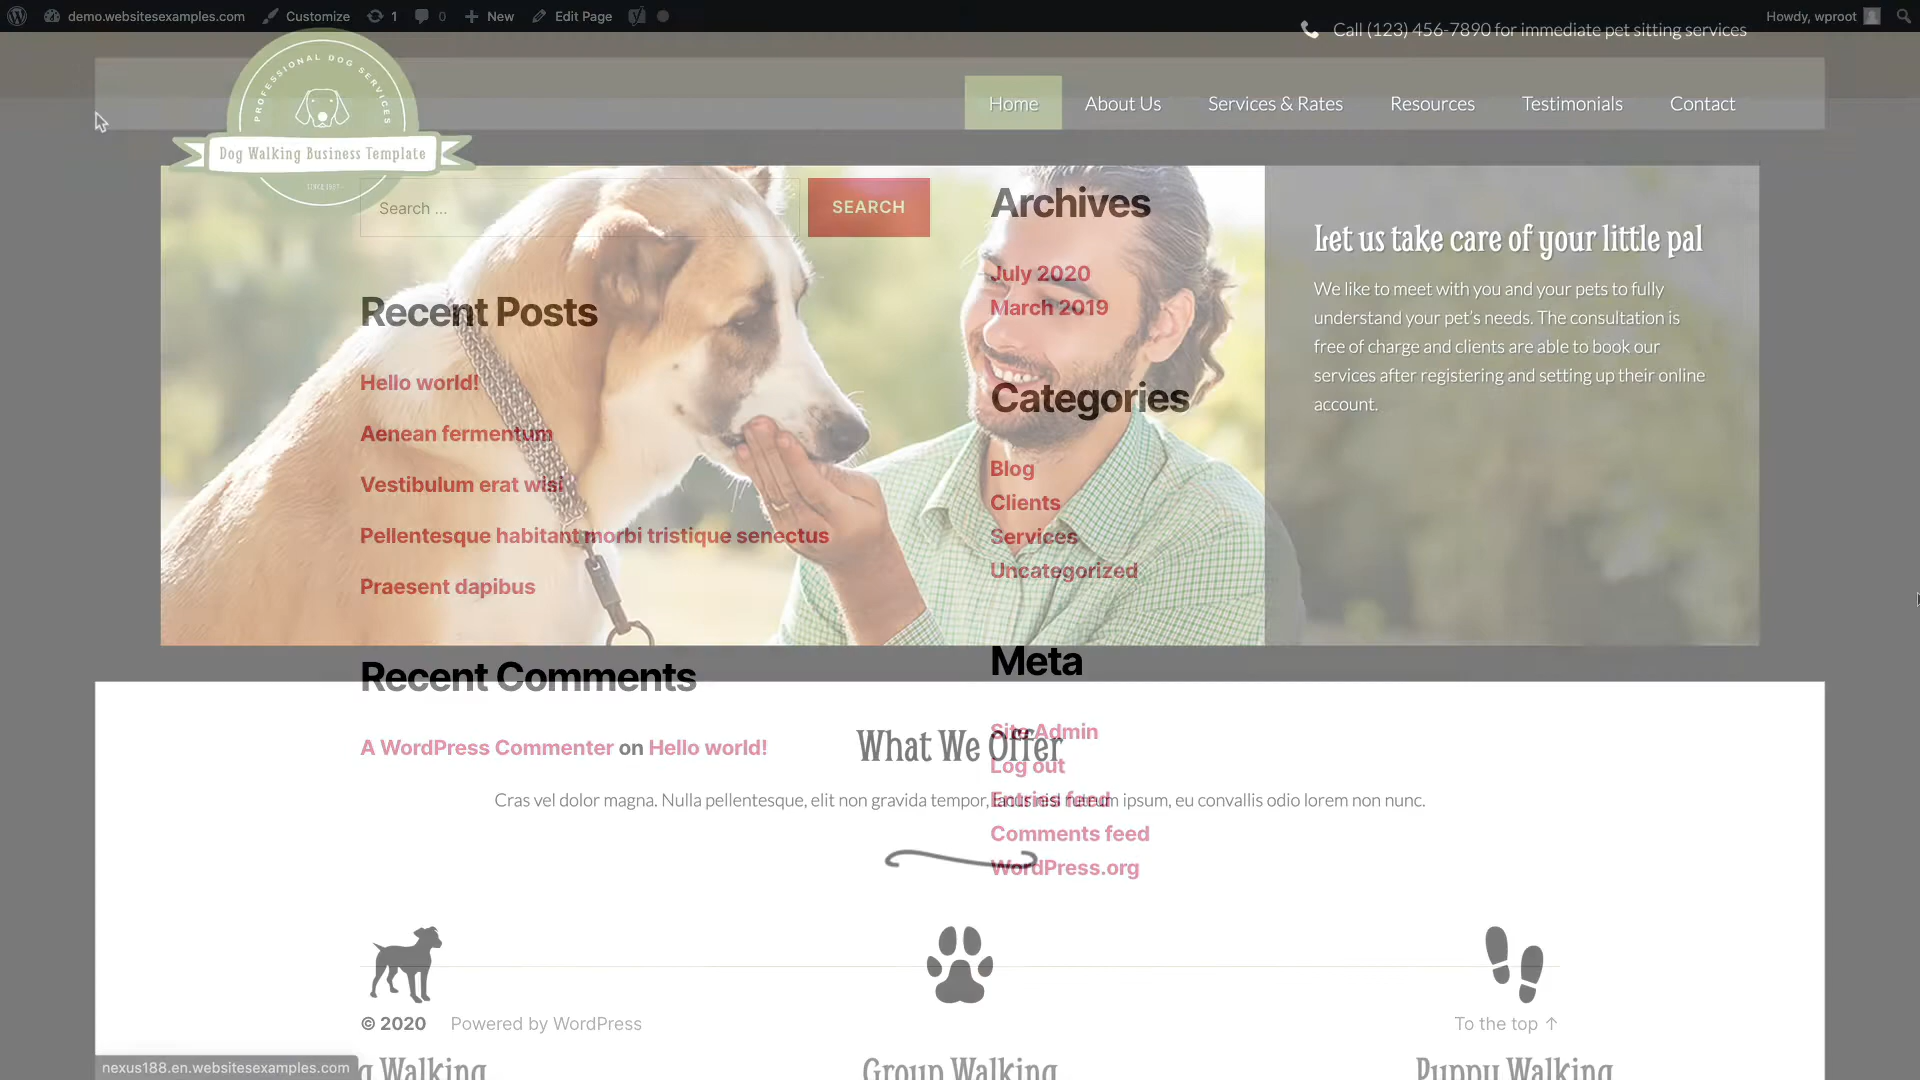 demo.websitesexamples.com Customize 1 0 New Edit Page Howdy, wproot
Call (123) 456-7890 for immediate pet sitting services
PROFESSIONAL DOG SERVICES
Dog Walking Business Template
Home About Us Services & Rates Resources Testimonials Contact
Search ... SEARCH
Recent Posts
Hello world!
Aenean fermentum
Vestibulum erat wisi
Pellentesque habitant morbi tristique senectus
Praesent dapibus
Recent Comments
A WordPress Commenter on Hello world!
Archives
July 2020
March 2019
Categories
Blog
Clients
Services
Uncategorized
Meta
Site Admin
Log out
Entries feed
Comments feed
WordPress.org
Let us take care of your little pal
We like to meet with you and your pets to fully
understand your pet's needs. The consultation is
free of charge and clients are able to book our
services after registering and setting up their online
account.
What We Offer
Cras vel dolor magna. Nulla pellentesque, elit non gravida tempor, ipsum, eu convallis odio lorem non nunc.
© 2020 Powered by WordPress To the top ↑
Walking Group Walking Puppy Walking
nexus188.en.websitesexamples.com